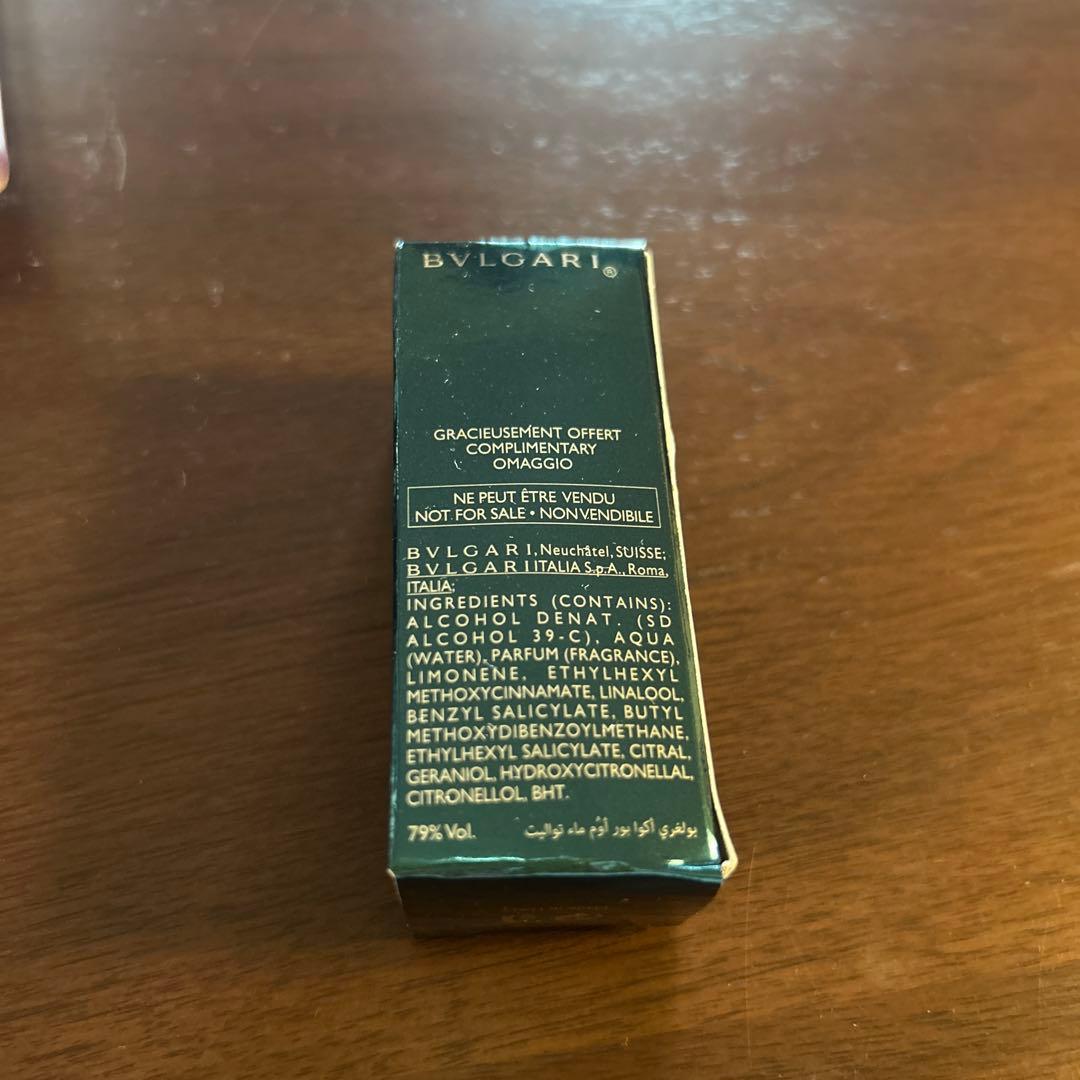 BVLGARI®
GRACIEUSEMENT OFFERT
COMPLIMENTARY
OMAGGIO
NE PEUT ÊTRE VENDU
NOT FOR SALE • NON VENDIBILE
BVLGARI, Neuchâtel, SUISSE;
BVLGARI ITALIA S.p.A., Roma,
ITALIA;
INGREDIENTS (CONTAINS):
ALCOHOL DENAT. (SD
ALCOHOL 39-C), AQUA
(WATER), PARFUM (FRAGRANCE),
LIMONENE, ETHYLHEXYL
METHOXYCINNAMATE, LINALOOL,
BENZYL SALICYLATE, BUTYL
METHOXYDIBENZOYLMETHANE,
ETHYLHEXYL SALICYLATE, CITRAL,
GERANIOL, HYDROXYCITRONELLAL,
CITRONELLOL, BHT.
79% Vol. بولغري أكوا بور أوم ماء تواليت